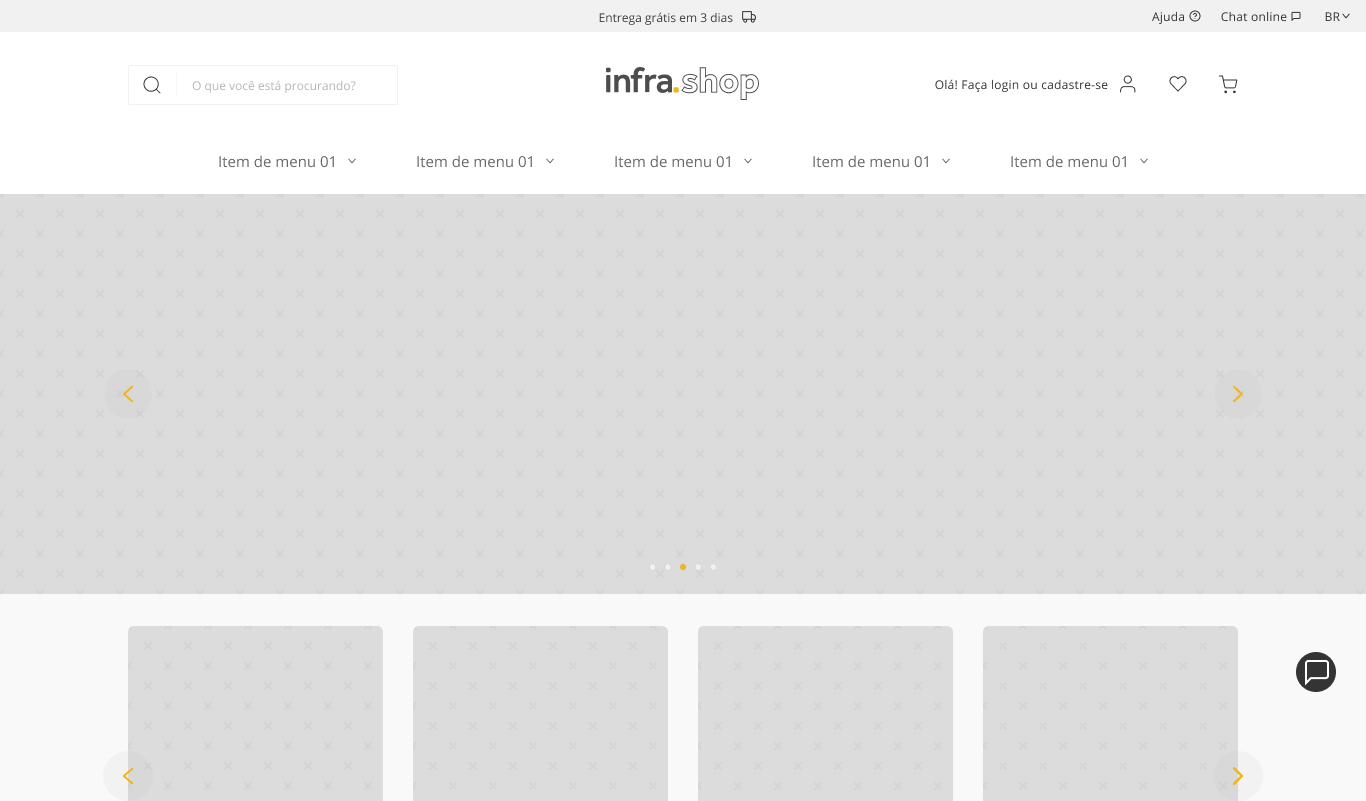 Entrega grátis em 3 dias
Ajuda
Chat online
BR
O que você está procurando?
infra.shop
Olá! Faça login ou cadastre-se
Item de menu 01
Item de menu 01
Item de menu 01
Item de menu 01
Item de menu 01